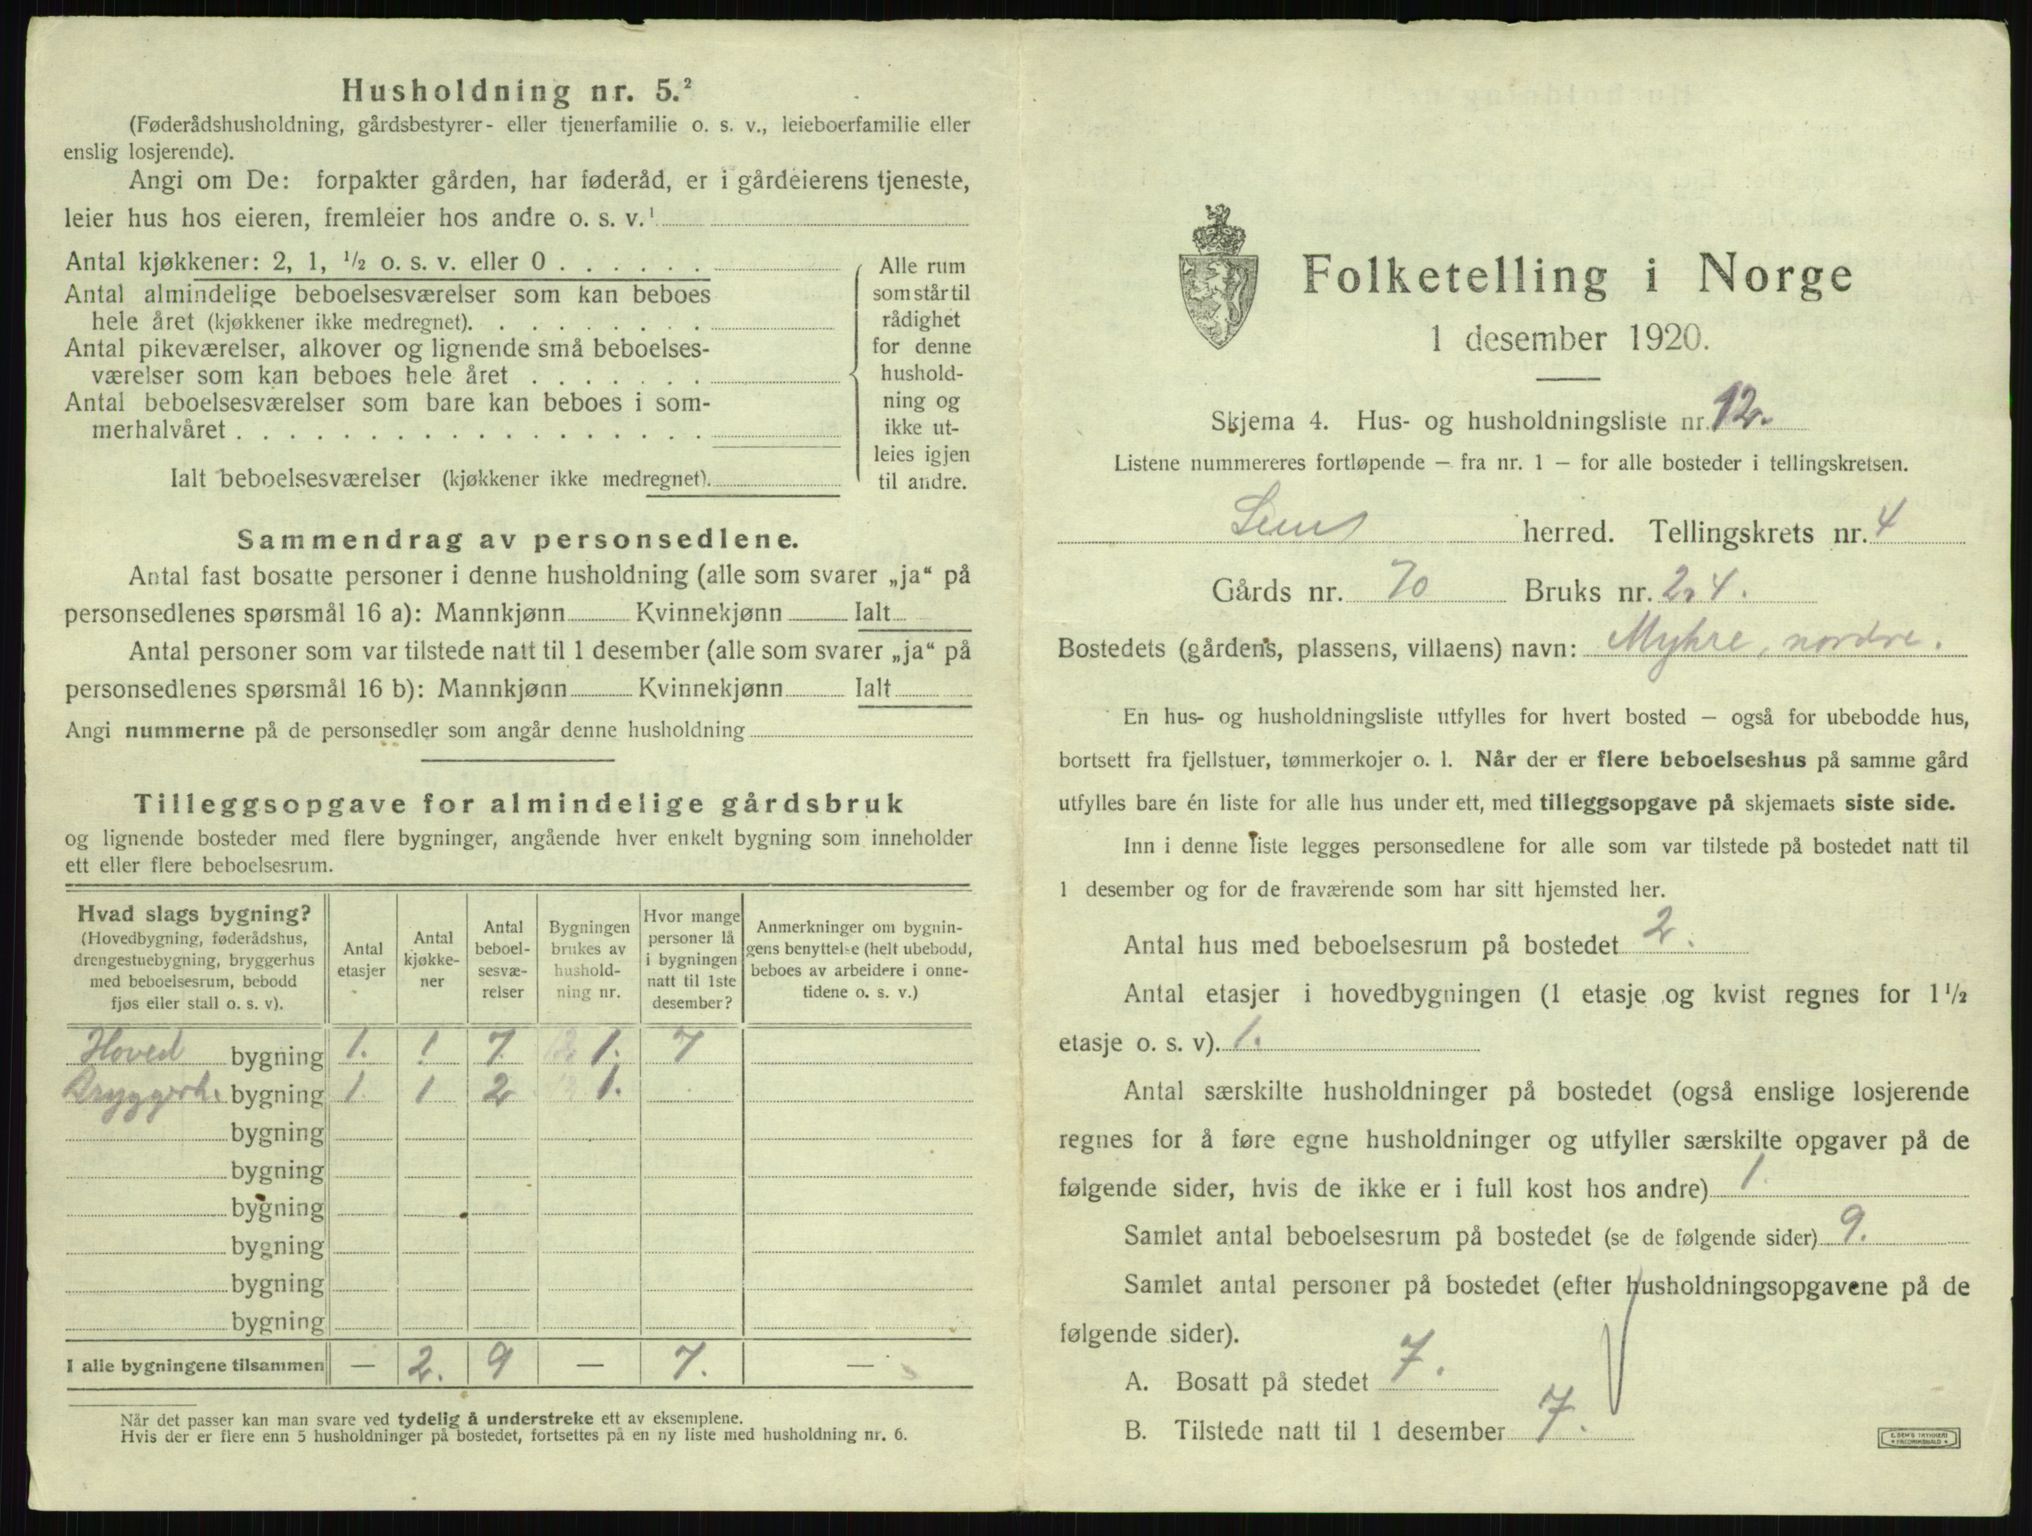 Husholdning nr. 5.²
(Føderådshusholdning, gårdsbestyrer- eller tjenerfamilie o. s. v., leieboerfamilie eller
enslig losjerende).
Angi om De: forpakter gården, har føderåd, er i gårdeierens tjeneste,
leier hus hos eieren, fremleier hos andre o. s. v.¹
Antal kjøkkener: 2, 1, ½ o. s. v. eller 0 . . . . . .
Antal almindelige beboelsesværelser som kan beboes
hele året (kjøkkener ikke medregnet). . . . . . . . .
Antal pikeværelser, alkover og lignende små beboelses-
værelser som kan beboes hele året . . . . . . .
Antal beboelsesværelser som bare kan beboes i som-
merhalvåret . . . . . . . . . . . . . . . . .
Ialt beboelsesværelser (kjøkkener ikke medregnet).
Alle rum
som står til
rådighet
for denne
hushold-
ning og
ikke ut-
leies igjen
til andre.
Sammendrag av personsedlene.
Antal fast bosatte personer i denne husholdning (alle som svarer „ja“ på
personsedlenes spørsmål 16 a): Mannkjønn Kvinnekjønn Ialt
Antal personer som var tilstede natt til 1 desember (alle som svarer „ja“ på
personsedlenes spørsmål 16 b): Mannkjønn Kvinnekjønn Ialt
Angi nummerne på de personsedler som angår denne husholdning
Tilleggsopgave for almindelige gårdsbruk
og lignende bosteder med flere bygninger, angående hver enkelt bygning som inneholder
ett eller flere beboelsesrum.
Hvad slags bygning?
(Hovedbygning, føderådshus,
drengestuebygning, bryggerhus
med beboelsesrum, bebodd
fjøs eller stall o. s. v).
Antal
etasjer
Antal
kjøkke-
ner
Antal
beboel-
sesvæ-
relser
Bygningen
brukes av
hushold-
ning nr.
Hvor mange
personer lå
i bygningen
natt til 1ste
desember?
Anmerkninger om bygnin-
gens benyttelse (helt ubebodd,
beboes av arbeidere i onne-
tidene o. s. v.)
Hoved bygning 1. 1 7 1. 7
Bryggerh. bygning 1. 1 2 1.
bygning
bygning
bygning
bygning
bygning
bygning
I alle bygningene tilsammen — 2. 9 — 7. —
Når det passer kan man svare ved tydelig å understreke ett av eksemplene.
Hvis der er flere enn 5 husholdninger på bostedet, fortsettes på en ny liste med husholdning nr. 6.
Folketelling i Norge
1 desember 1920.
Skjema 4. Hus- og husholdningsliste nr. 12.
Listene nummereres fortløpende — fra nr. 1 — for alle bosteder i tellingskretsen.
Sem herred. Tellingskrets nr. 4
Gårds nr. 70 Bruks nr. 2,4.
Bostedets (gårdens, plassens, villaens) navn: Myhre, nordre.
En hus- og husholdningsliste utfylles for hvert bosted — også for ubebodde hus,
bortsett fra fjellstuer, tømmerkojer o. l. Når der er flere beboelseshus på samme gård
utfylles bare én liste for alle hus under ett, med tilleggsopgave på skjemaets siste side.
Inn i denne liste legges personsedlene for alle som var tilstede på bostedet natt til
1 desember og for de fraværende som har sitt hjemsted her.
Antal hus med beboelsesrum på bostedet 2.
Antal etasjer i hovedbygningen (1 etasje og kvist regnes for 1½
etasje o. s. v). 1.
Antal særskilte husholdninger på bostedet (også enslige losjerende
regnes for å føre egne husholdninger og utfyller særskilte opgaver på de
følgende sider, hvis de ikke er i full kost hos andre) 1.
Samlet antal beboelsesrum på bostedet (se de følgende sider) 9.
Samlet antal personer på bostedet (efter husholdningsopgavene på de
følgende sider).
A. Bosatt på stedet 7.
B. Tilstede natt til 1 desember 7.
E. SEM'S TRYKKERI
FREDRIKSHALD